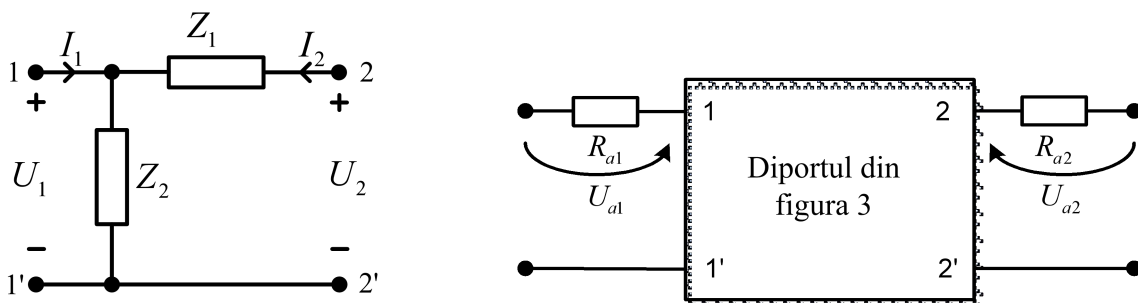 I₁ Z₁ I₂
1 2
+ +
U₁ Z₂ U₂
− −
1' 2'
1 2
Rₐ₁ Rₐ₂
Uₐ₁ Uₐ₂
Diportul din
figura 3
1' 2'